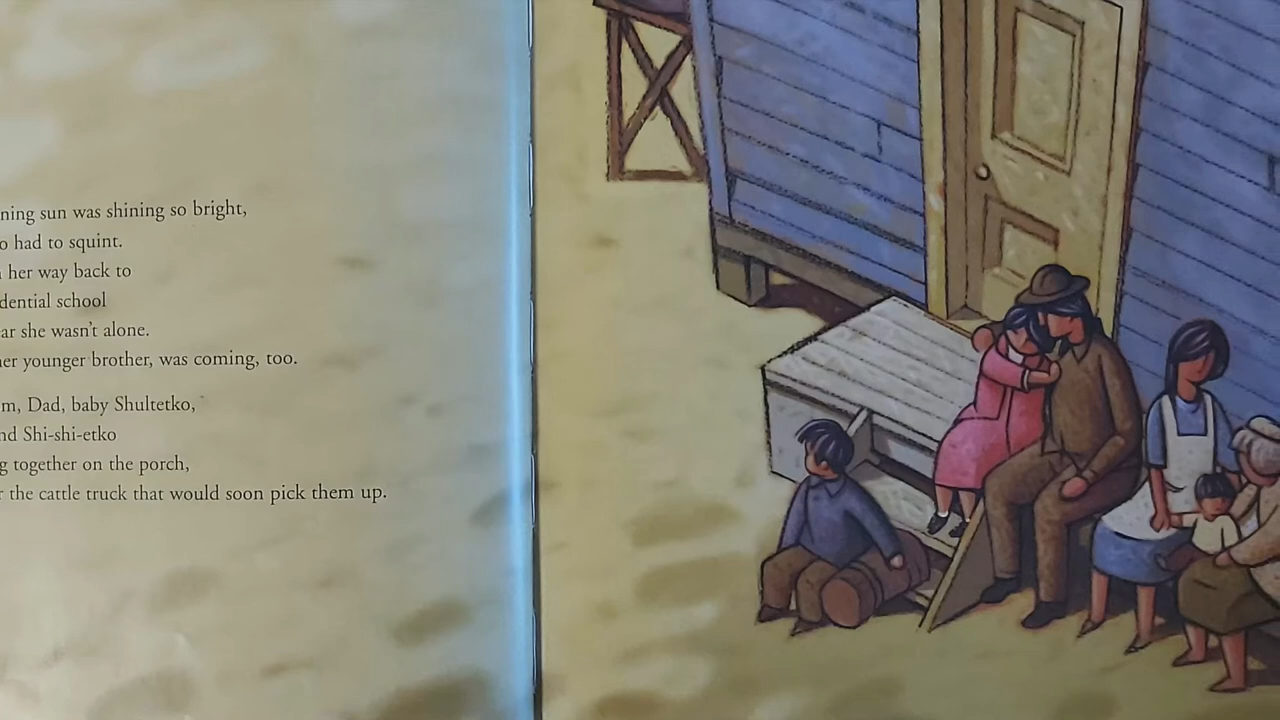 ning sun was shining so bright,
o had to squint.
her way back to
dential school
ar she wasn't alone.
her younger brother, was coming, too.
m, Dad, baby Shultetko,
nd Shi-shi-etko
g together on the porch,
r the cattle truck that would soon pick them up.